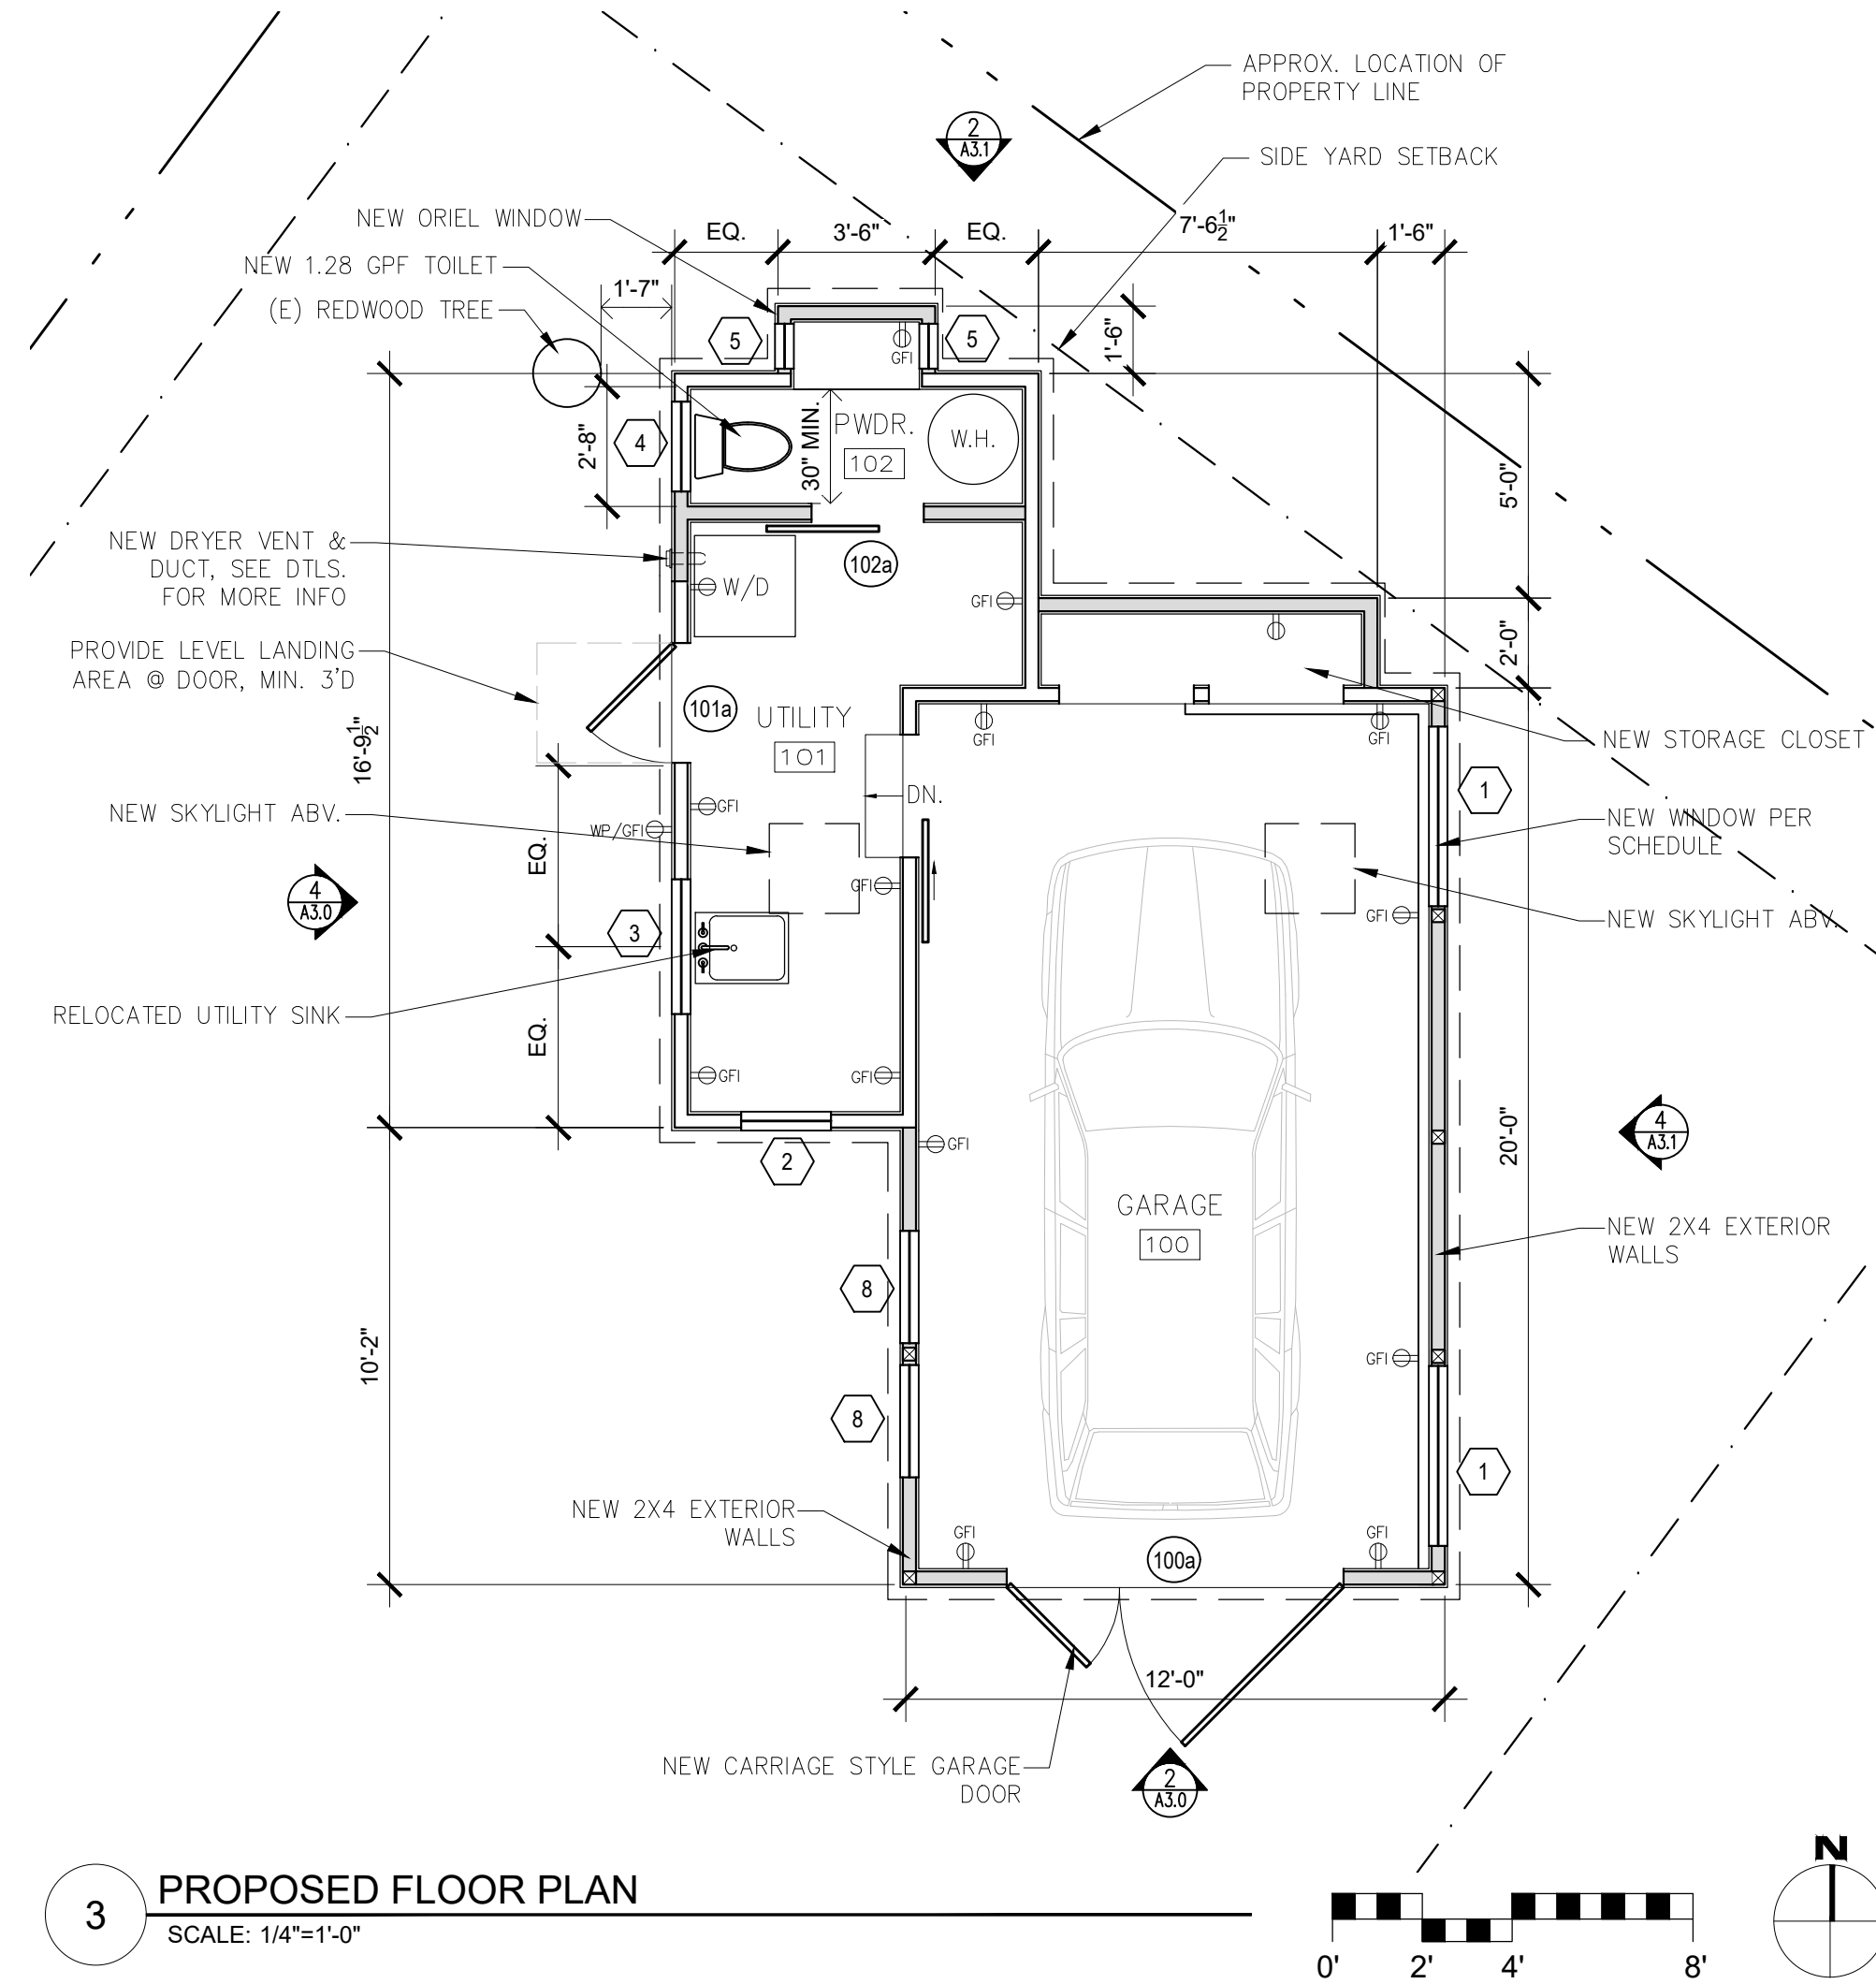 APPROX. LOCATION OF
PROPERTY LINE
2
A3.1
SIDE YARD SETBACK
NEW ORIEL WINDOW
EQ.
3'-6"
EQ.
7'-6½"
1'-6"
NEW 1.28 GPF TOILET
1'-7"
(E) REDWOOD TREE
5
5
GFI
1'-6"
4
2'-8"
30" MIN.
PWDR.
102
W.H.
5'-0"
NEW DRYER VENT &
DUCT, SEE DTLS.
FOR MORE INFO
102a
W/D
GFI
PROVIDE LEVEL LANDING
AREA @ DOOR, MIN. 3'D
2'-0"
101a
UTILITY
101
GFI
GFI
NEW STORAGE CLOSET
16'-9½"
DN.
1
NEW SKYLIGHT ABV.
GFI
WP/GFI
NEW WINDOW PER
SCHEDULE
EQ.
4
A3.0
GFI
3
GFI
NEW SKYLIGHT ABV.
RELOCATED UTILITY SINK
EQ.
GFI
GFI
4
A3.1
20'-0"
GFI
2
GARAGE
100
NEW 2X4 EXTERIOR
WALLS
8
10'-2"
GFI
8
1
NEW 2X4 EXTERIOR
WALLS
GFI
100a
GFI
12'-0"
NEW CARRIAGE STYLE GARAGE
DOOR
2
A3.0
N
3
PROPOSED FLOOR PLAN
SCALE: 1/4"=1'-0"
0'
2'
4'
8'